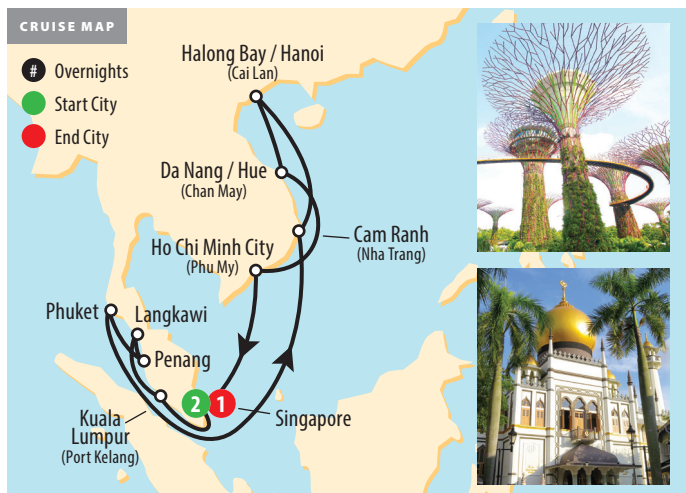 CRUISE MAP
# Overnights
Start City
End City
Halong Bay / Hanoi
(Cai Lan)
Da Nang / Hue
(Chan May)
Cam Ranh
(Nha Trang)
Ho Chi Minh City
(Phu My)
Phuket
Langkawi
Penang
2 1
Singapore
Kuala
Lumpur
(Port Kelang)